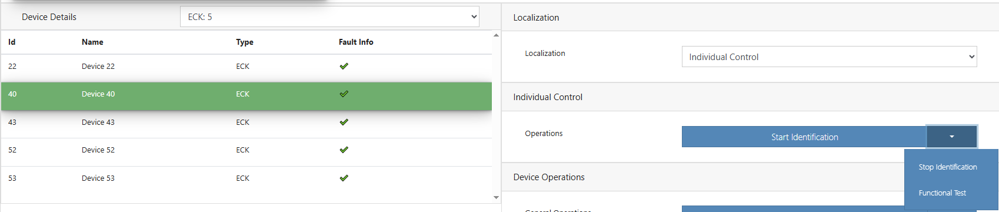 Device Details
ECK: 5
Id Name Type Fault Info
22 Device 22 ECK
40 Device 40 ECK
43 Device 43 ECK
52 Device 52 ECK
53 Device 53 ECK
Localization
Localization
Individual Control
Individual Control
Operations
Start Identification
Stop Identification
Functional Test
Device Operations
General Operations